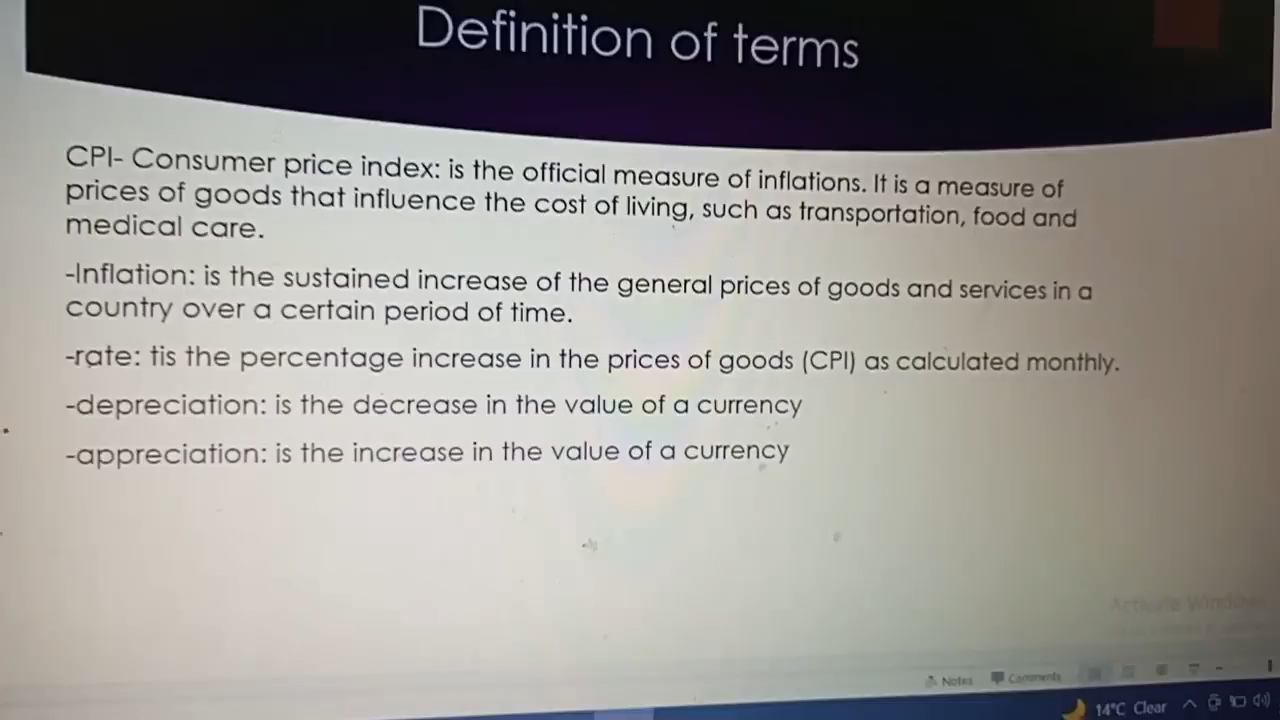 Definition of terms
CPI- Consumer price index: is the official measure of inflations. It is a measure of
prices of goods that influence the cost of living, such as transportation, food and
medical care.
-Inflation: is the sustained increase of the general prices of goods and services in a
country over a certain period of time.
-rate: tis the percentage increase in the prices of goods (CPI) as calculated monthly.
-depreciation: is the decrease in the value of a currency
-appreciation: is the increase in the value of a currency
Activate Windows
Notes Comments
14°C Clear